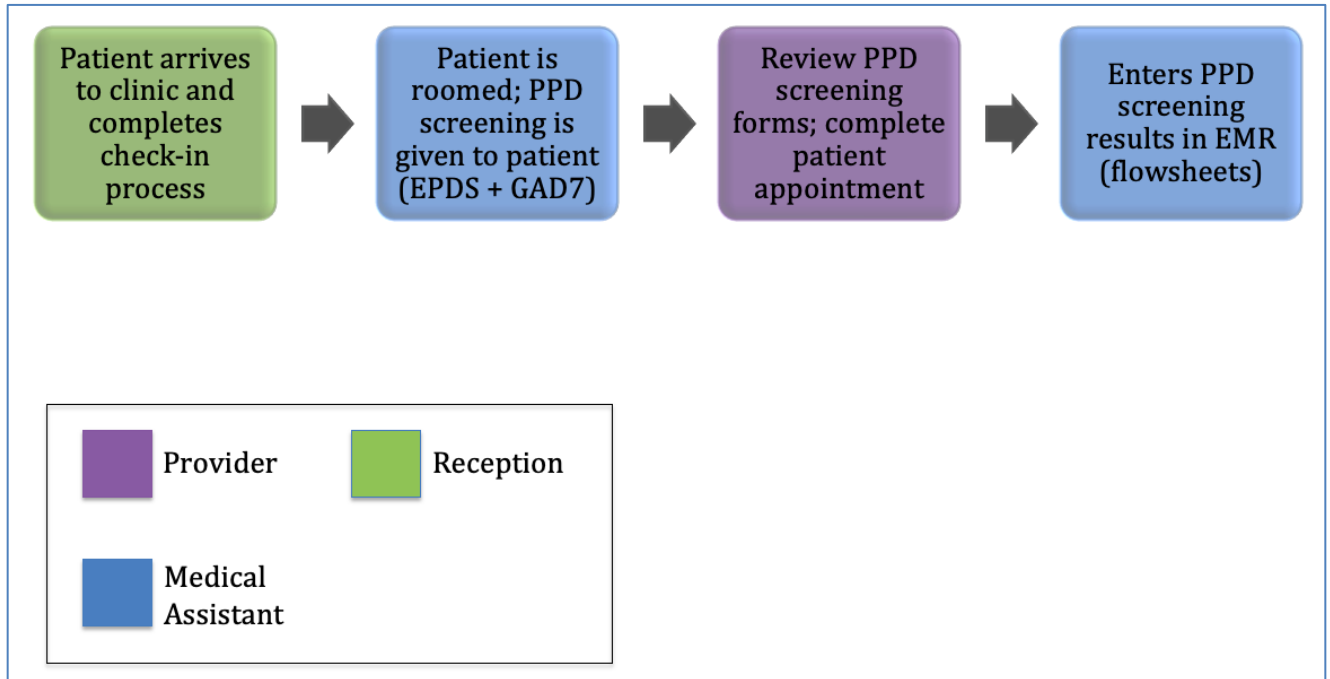 Patient arrives
to clinic and
completes
check-in
process
Patient is
roomed; PPD
screening is
given to patient
(EPDS + GAD7)
Review PPD
screening
forms; complete
patient
appointment
Enters PPD
screening
results in EMR
(flowsheets)
Provider
Reception
Medical
Assistant